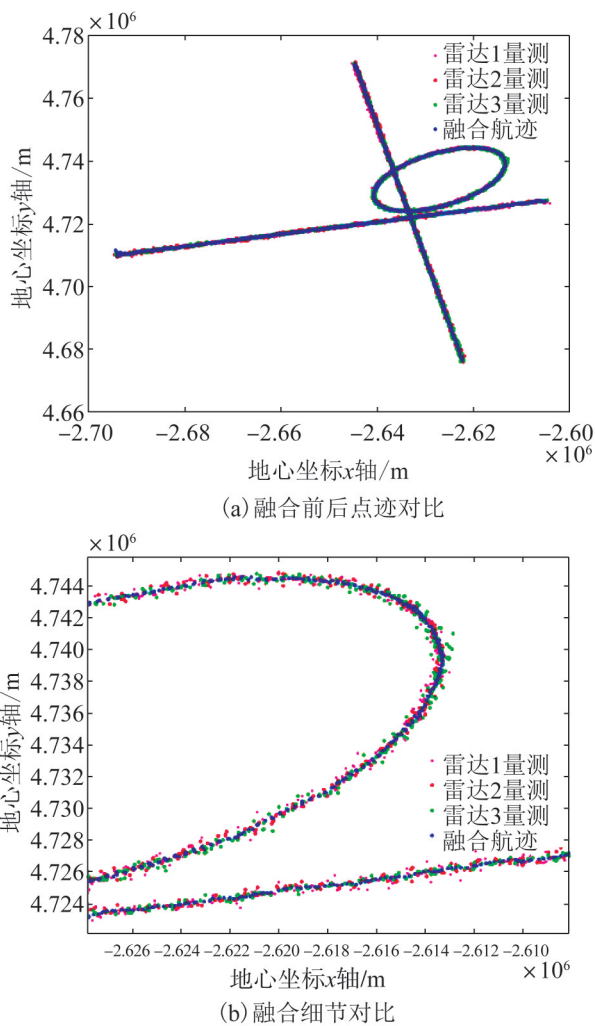 ×10⁶
4.78
4.76
4.74
4.72
4.70
4.68
4.66
地心坐标y轴/m
雷达1量测
雷达2量测
雷达3量测
融合航迹
−2.70 −2.68 −2.66 −2.64 −2.62 −2.60
×10⁶
地心坐标x轴/m
(a)融合前后点迹对比
×10⁶
4.744
4.742
4.740
4.738
4.736
4.734
4.732
4.730
4.728
4.726
4.724
地心坐标y轴/m
雷达1量测
雷达2量测
雷达3量测
融合航迹
−2.626 −2.624 −2.622 −2.620 −2.618 −2.616 −2.614 −2.612 −2.610
×10⁶
地心坐标x轴/m
(b)融合细节对比